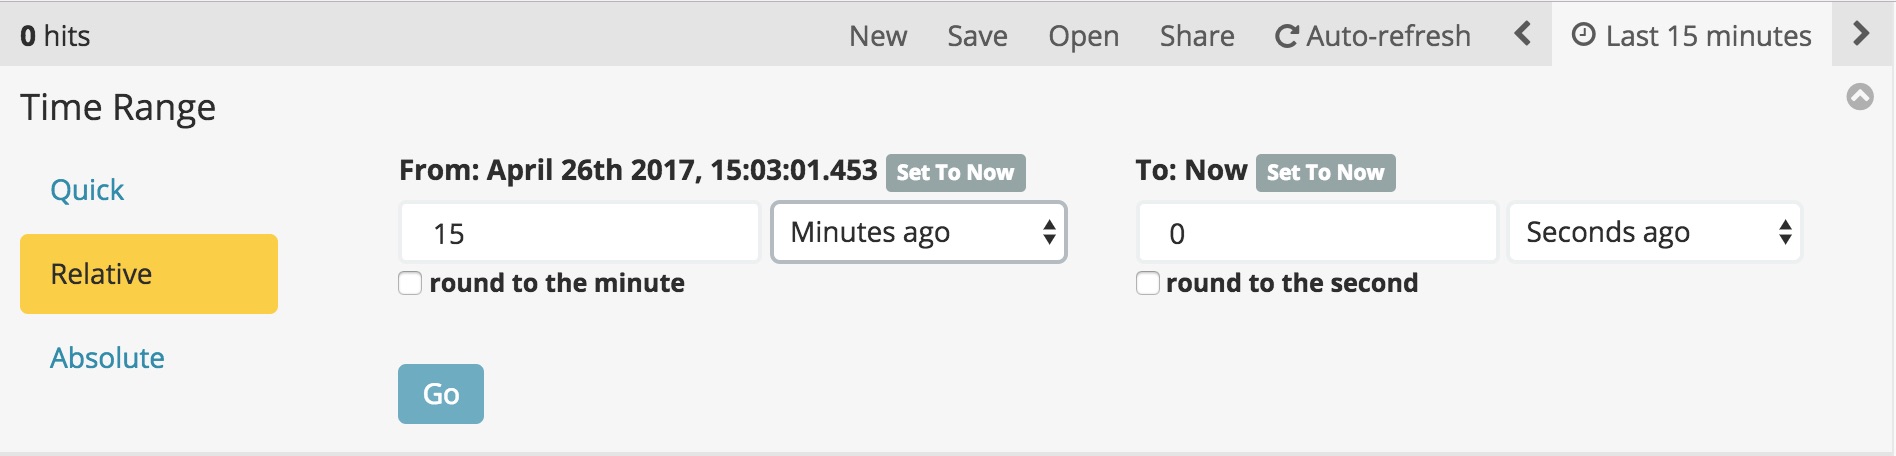 0 hits New Save Open Share Auto-refresh Last 15 minutes
Time Range
From: April 26th 2017, 15:03:01.453 Set To Now To: Now Set To Now
Quick
15 Minutes ago 0 Seconds ago
Relative
round to the minute round to the second
Absolute
Go